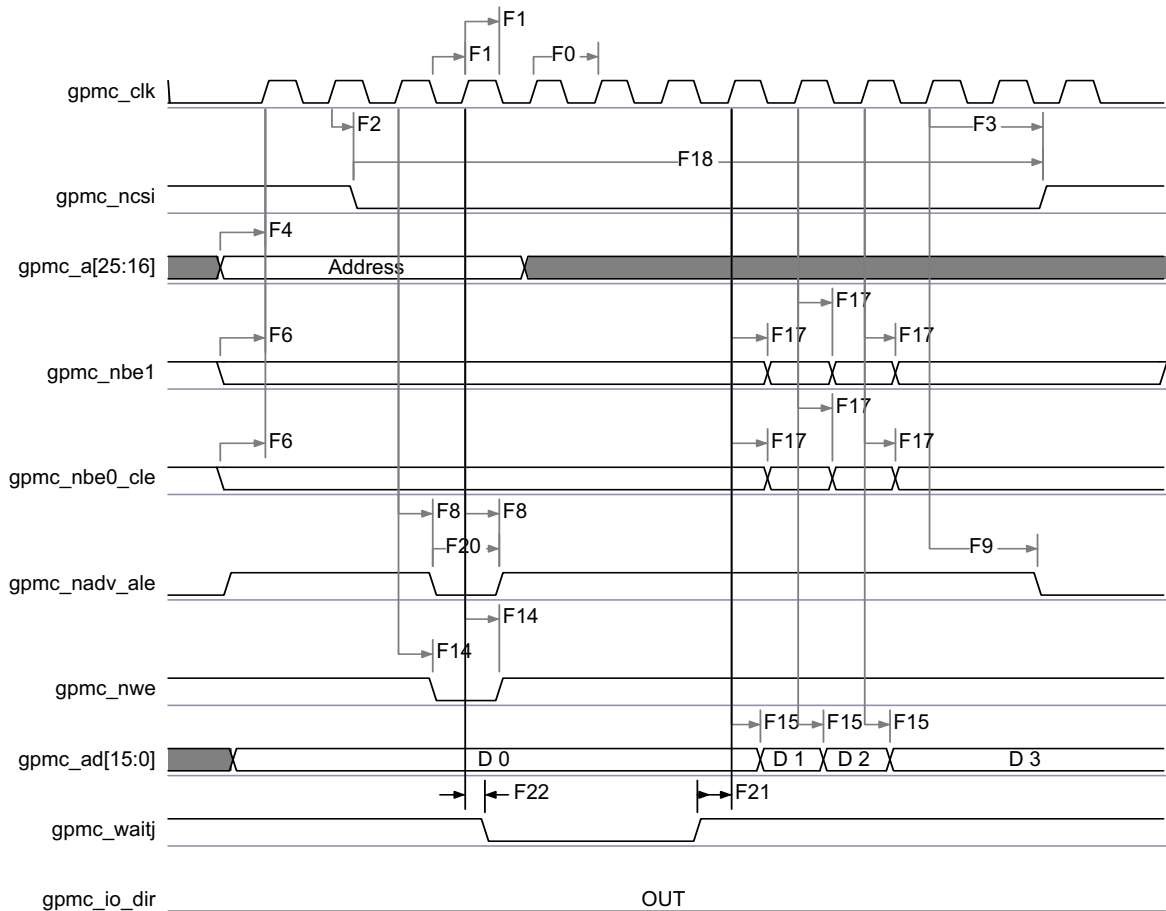 F1
F1 F0
gpmc_clk
F2 F3
F18
gpmc_ncsi
F4
gpmc_a[25:16] Address
F17
F6 F17 F17
gpmc_nbe1
F17
F6 F17 F17
gpmc_nbe0_cle
F8 F8
F20 F9
gpmc_nadv_ale
F14
F14
gpmc_nwe
F15 F15 F15
gpmc_ad[15:0] D 0 D 1 D 2 D 3
F22 F21
gpmc_waitj
gpmc_io_dir OUT